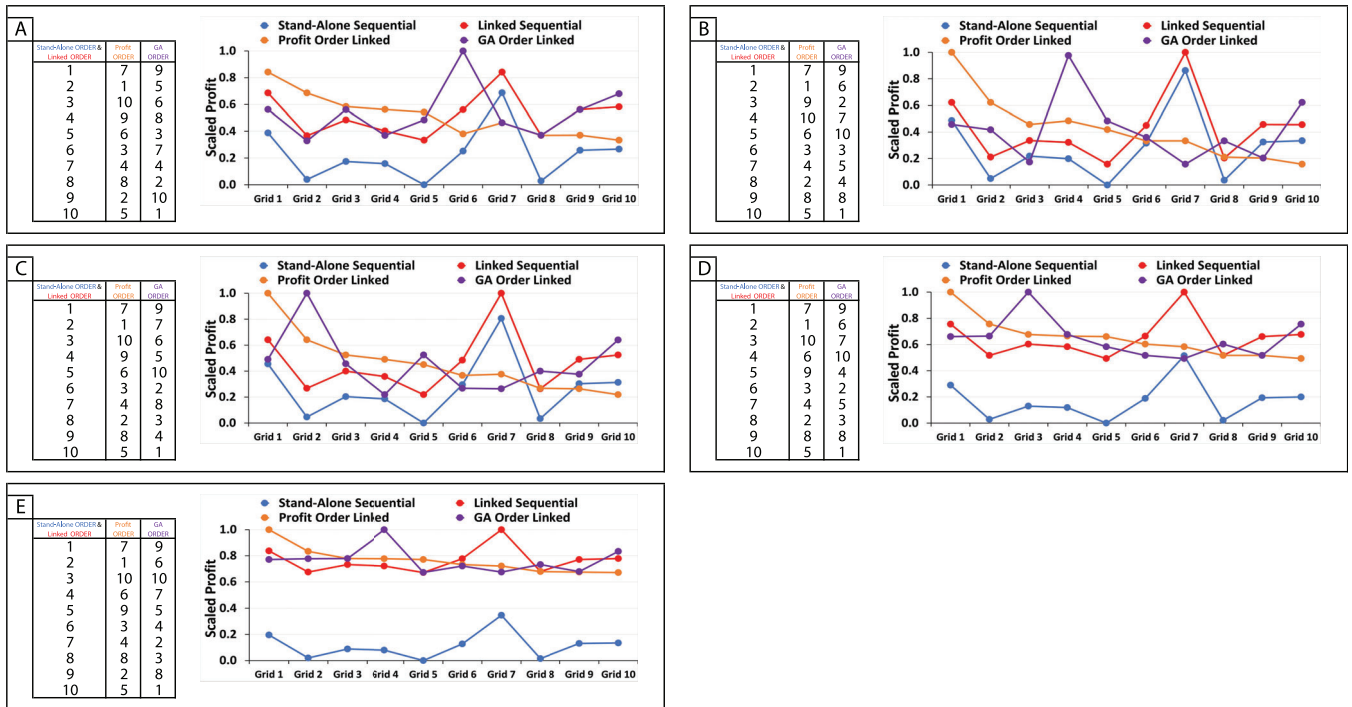 A
Stand-Alone ORDER & Profit GA
Linked ORDER ORDER ORDER
1 7 9
2 1 5
3 10 6
4 9 8
5 6 3
6 3 7
7 4 4
8 8 2
9 2 10
10 5 1
Stand-Alone Sequential Linked Sequential
Profit Order Linked GA Order Linked
Scaled Profit
1.0
0.8
0.6
0.4
0.2
0.0
Grid 1 Grid 2 Grid 3 Grid 4 Grid 5 Grid 6 Grid 7 Grid 8 Grid 9 Grid 10
B
Stand-Alone ORDER & Profit GA
Linked ORDER ORDER ORDER
1 7 9
2 1 6
3 9 2
4 10 7
5 6 10
6 3 3
7 4 5
8 2 4
9 8 8
10 5 1
Stand-Alone Sequential Linked Sequential
Profit Order Linked GA Order Linked
Scaled Profit
1.0
0.8
0.6
0.4
0.2
0.0
Grid 1 Grid 2 Grid 3 Grid 4 Grid 5 Grid 6 Grid 7 Grid 8 Grid 9 Grid 10
C
Stand-Alone ORDER & Profit GA
Linked ORDER ORDER ORDER
1 7 9
2 1 7
3 10 6
4 9 5
5 6 10
6 3 2
7 4 8
8 2 3
9 8 4
10 5 1
Stand-Alone Sequential Linked Sequential
Profit Order Linked GA Order Linked
Scaled Profit
1.0
0.8
0.6
0.4
0.2
0.0
Grid 1 Grid 2 Grid 3 Grid 4 Grid 5 Grid 6 Grid 7 Grid 8 Grid 9 Grid 10
D
Stand-Alone ORDER & Profit GA
Linked ORDER ORDER ORDER
1 7 9
2 1 6
3 10 7
4 6 10
5 9 4
6 3 2
7 4 5
8 2 3
9 8 8
10 5 1
Stand-Alone Sequential Linked Sequential
Profit Order Linked GA Order Linked
Scaled Profit
1.0
0.8
0.6
0.4
0.2
0.0
Grid 1 Grid 2 Grid 3 Grid 4 Grid 5 Grid 6 Grid 7 Grid 8 Grid 9 Grid 10
E
Stand-Alone ORDER & Profit GA
Linked ORDER ORDER ORDER
1 7 9
2 1 6
3 10 10
4 6 7
5 9 5
6 3 4
7 4 2
8 8 3
9 2 8
10 5 1
Stand-Alone Sequential Linked Sequential
Profit Order Linked GA Order Linked
Scaled Profit
1.0
0.8
0.6
0.4
0.2
0.0
Grid 1 Grid 2 Grid 3 Grid 4 Grid 5 Grid 6 Grid 7 Grid 8 Grid 9 Grid 10